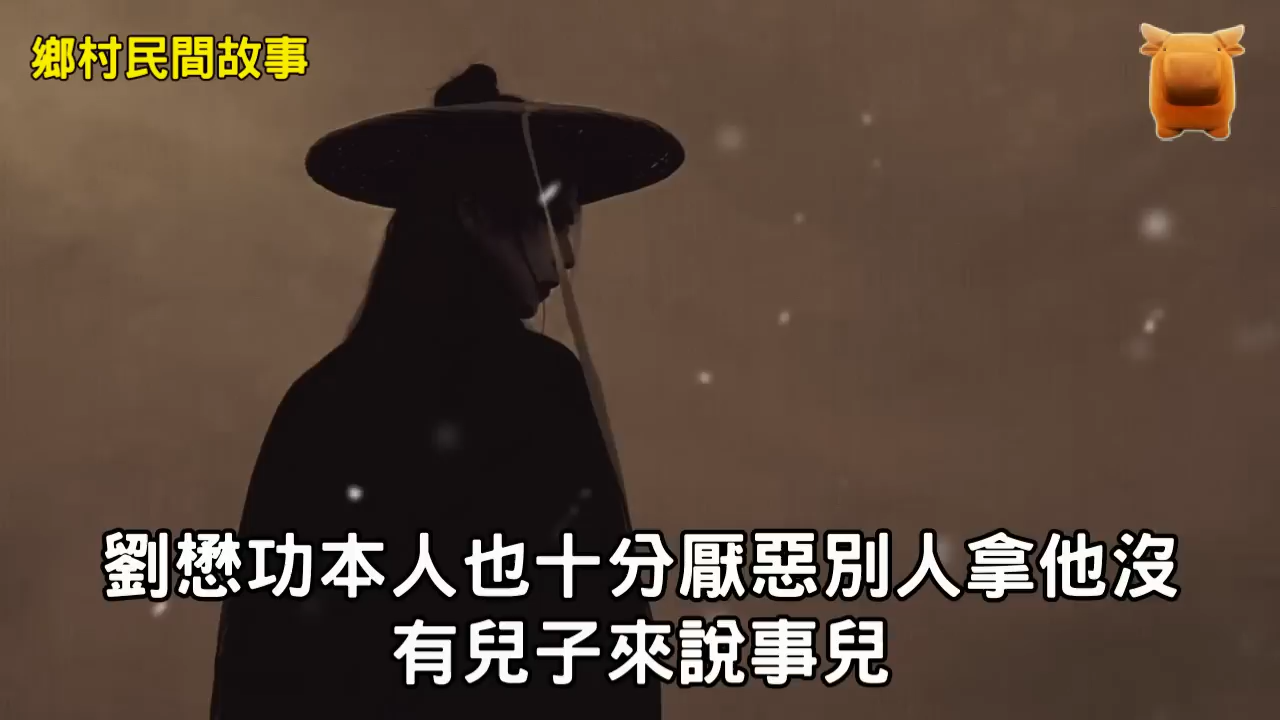 鄉村民間故事
劉懋功本人也十分厭惡別人拿他沒
有兒子來說事兒